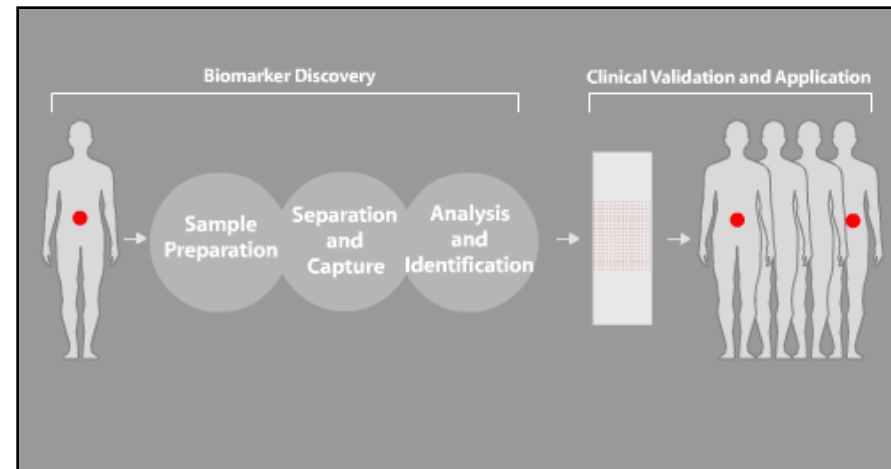 Biomarker Discovery
Clinical Validation and Application
Sample
Preparation
Separation
and
Capture
Analysis
and
Identification